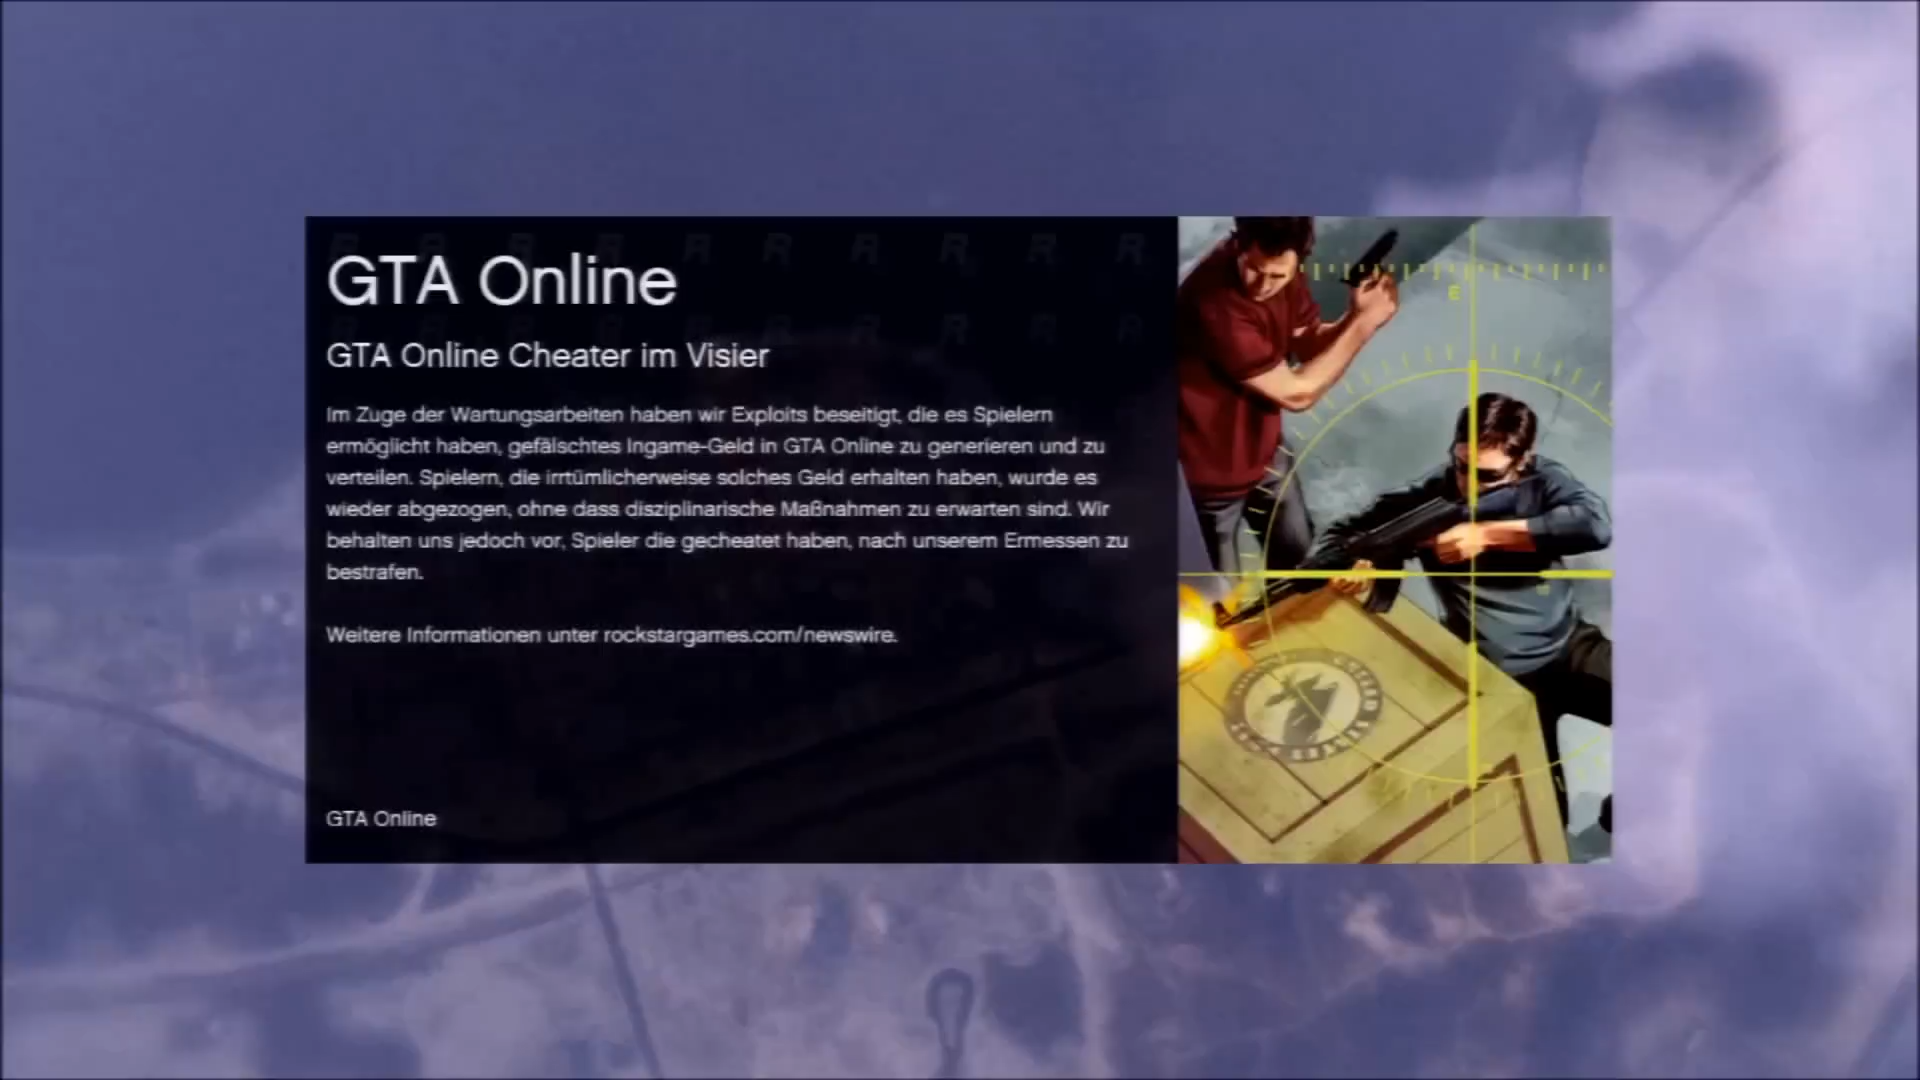 GTA Online
GTA Online Cheater im Visier
Im Zuge der Wartungsarbeiten haben wir Exploits beseitigt, die es Spielern
ermöglicht haben, gefälschtes Ingame-Geld in GTA Online zu generieren und zu
verteilen. Spielern, die irrtümlicherweise solches Geld erhalten haben, wurde es
wieder abgezogen, ohne dass disziplinarische Maßnahmen zu erwarten sind. Wir
behalten uns jedoch vor, Spieler die gecheatet haben, nach unserem Ermessen zu
bestrafen.
Weitere Informationen unter rockstargames.com/newswire.
GTA Online